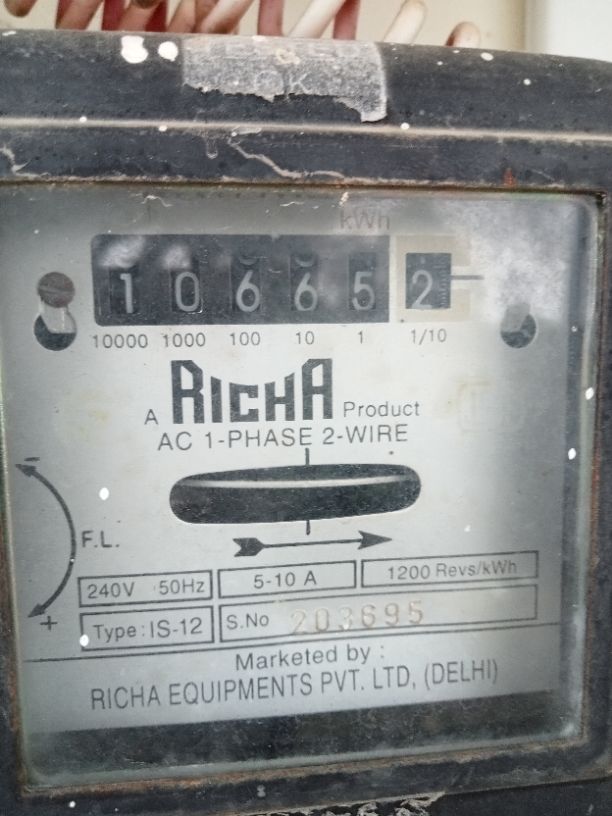 OK
kWh
1 0 6 6 5 2
10000 1000 100 10 1 1/10
A RICHA Product
AC 1-PHASE 2-WIRE
-
F.L.
+
240V 50Hz 5-10 A 1200 Revs/kWh
Type: IS-12 S.No 203695
Marketed by :
RICHA EQUIPMENTS PVT. LTD, (DELHI)